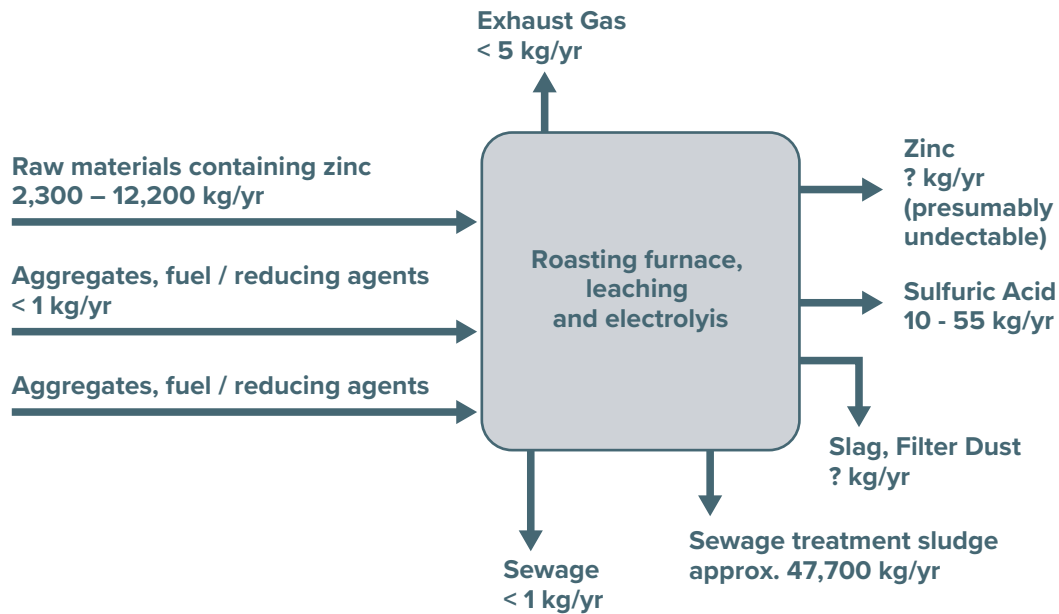 Exhaust Gas
< 5 kg/yr
Raw materials containing zinc
2,300 – 12,200 kg/yr
Aggregates, fuel / reducing agents
< 1 kg/yr
Aggregates, fuel / reducing agents
Roasting furnace,
leaching
and electrolyis
Zinc
? kg/yr
(presumably
undectable)
Sulfuric Acid
10 - 55 kg/yr
Slag, Filter Dust
? kg/yr
Sewage treatment sludge
approx. 47,700 kg/yr
Sewage
< 1 kg/yr